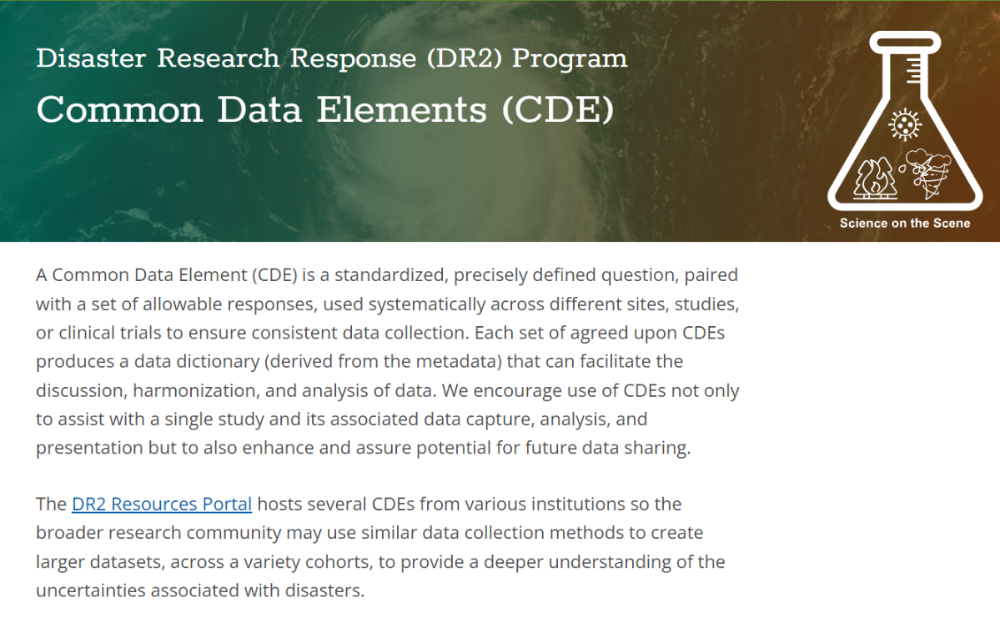 Disaster Research Response (DR2) Program
Common Data Elements (CDE)
Science on the Scene
A Common Data Element (CDE) is a standardized, precisely defined question, paired
with a set of allowable responses, used systematically across different sites, studies,
or clinical trials to ensure consistent data collection. Each set of agreed upon CDEs
produces a data dictionary (derived from the metadata) that can facilitate the
discussion, harmonization, and analysis of data. We encourage use of CDEs not only
to assist with a single study and its associated data capture, analysis, and
presentation but to also enhance and assure potential for future data sharing.
The DR2 Resources Portal hosts several CDEs from various institutions so the
broader research community may use similar data collection methods to create
larger datasets, across a variety cohorts, to provide a deeper understanding of the
uncertainties associated with disasters.